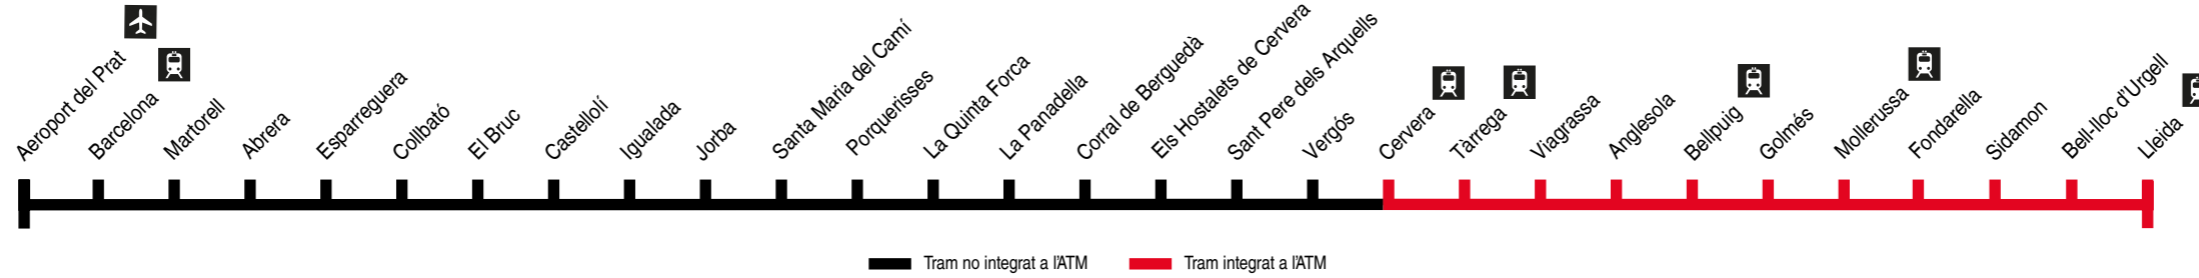 Aeroport del Prat
Barcelona
Martorell
Abrera
Esparreguera
Collbató
El Bruc
Castellolí
Igualada
Jorba
Santa Maria del Camí
Porquerisses
La Quinta Forca
La Panadella
Corral de Berguedà
Els Hostalets de Cervera
Sant Pere dels Arquells
Vergós
Cervera
Tàrrega
Viagrassa
Anglesola
Bellpuig
Golmés
Mollerussa
Fondarella
Sidamon
Bell-lloc d'Urgell
Lleida
Tram no integrat a l'ATM
Tram integrat a l'ATM